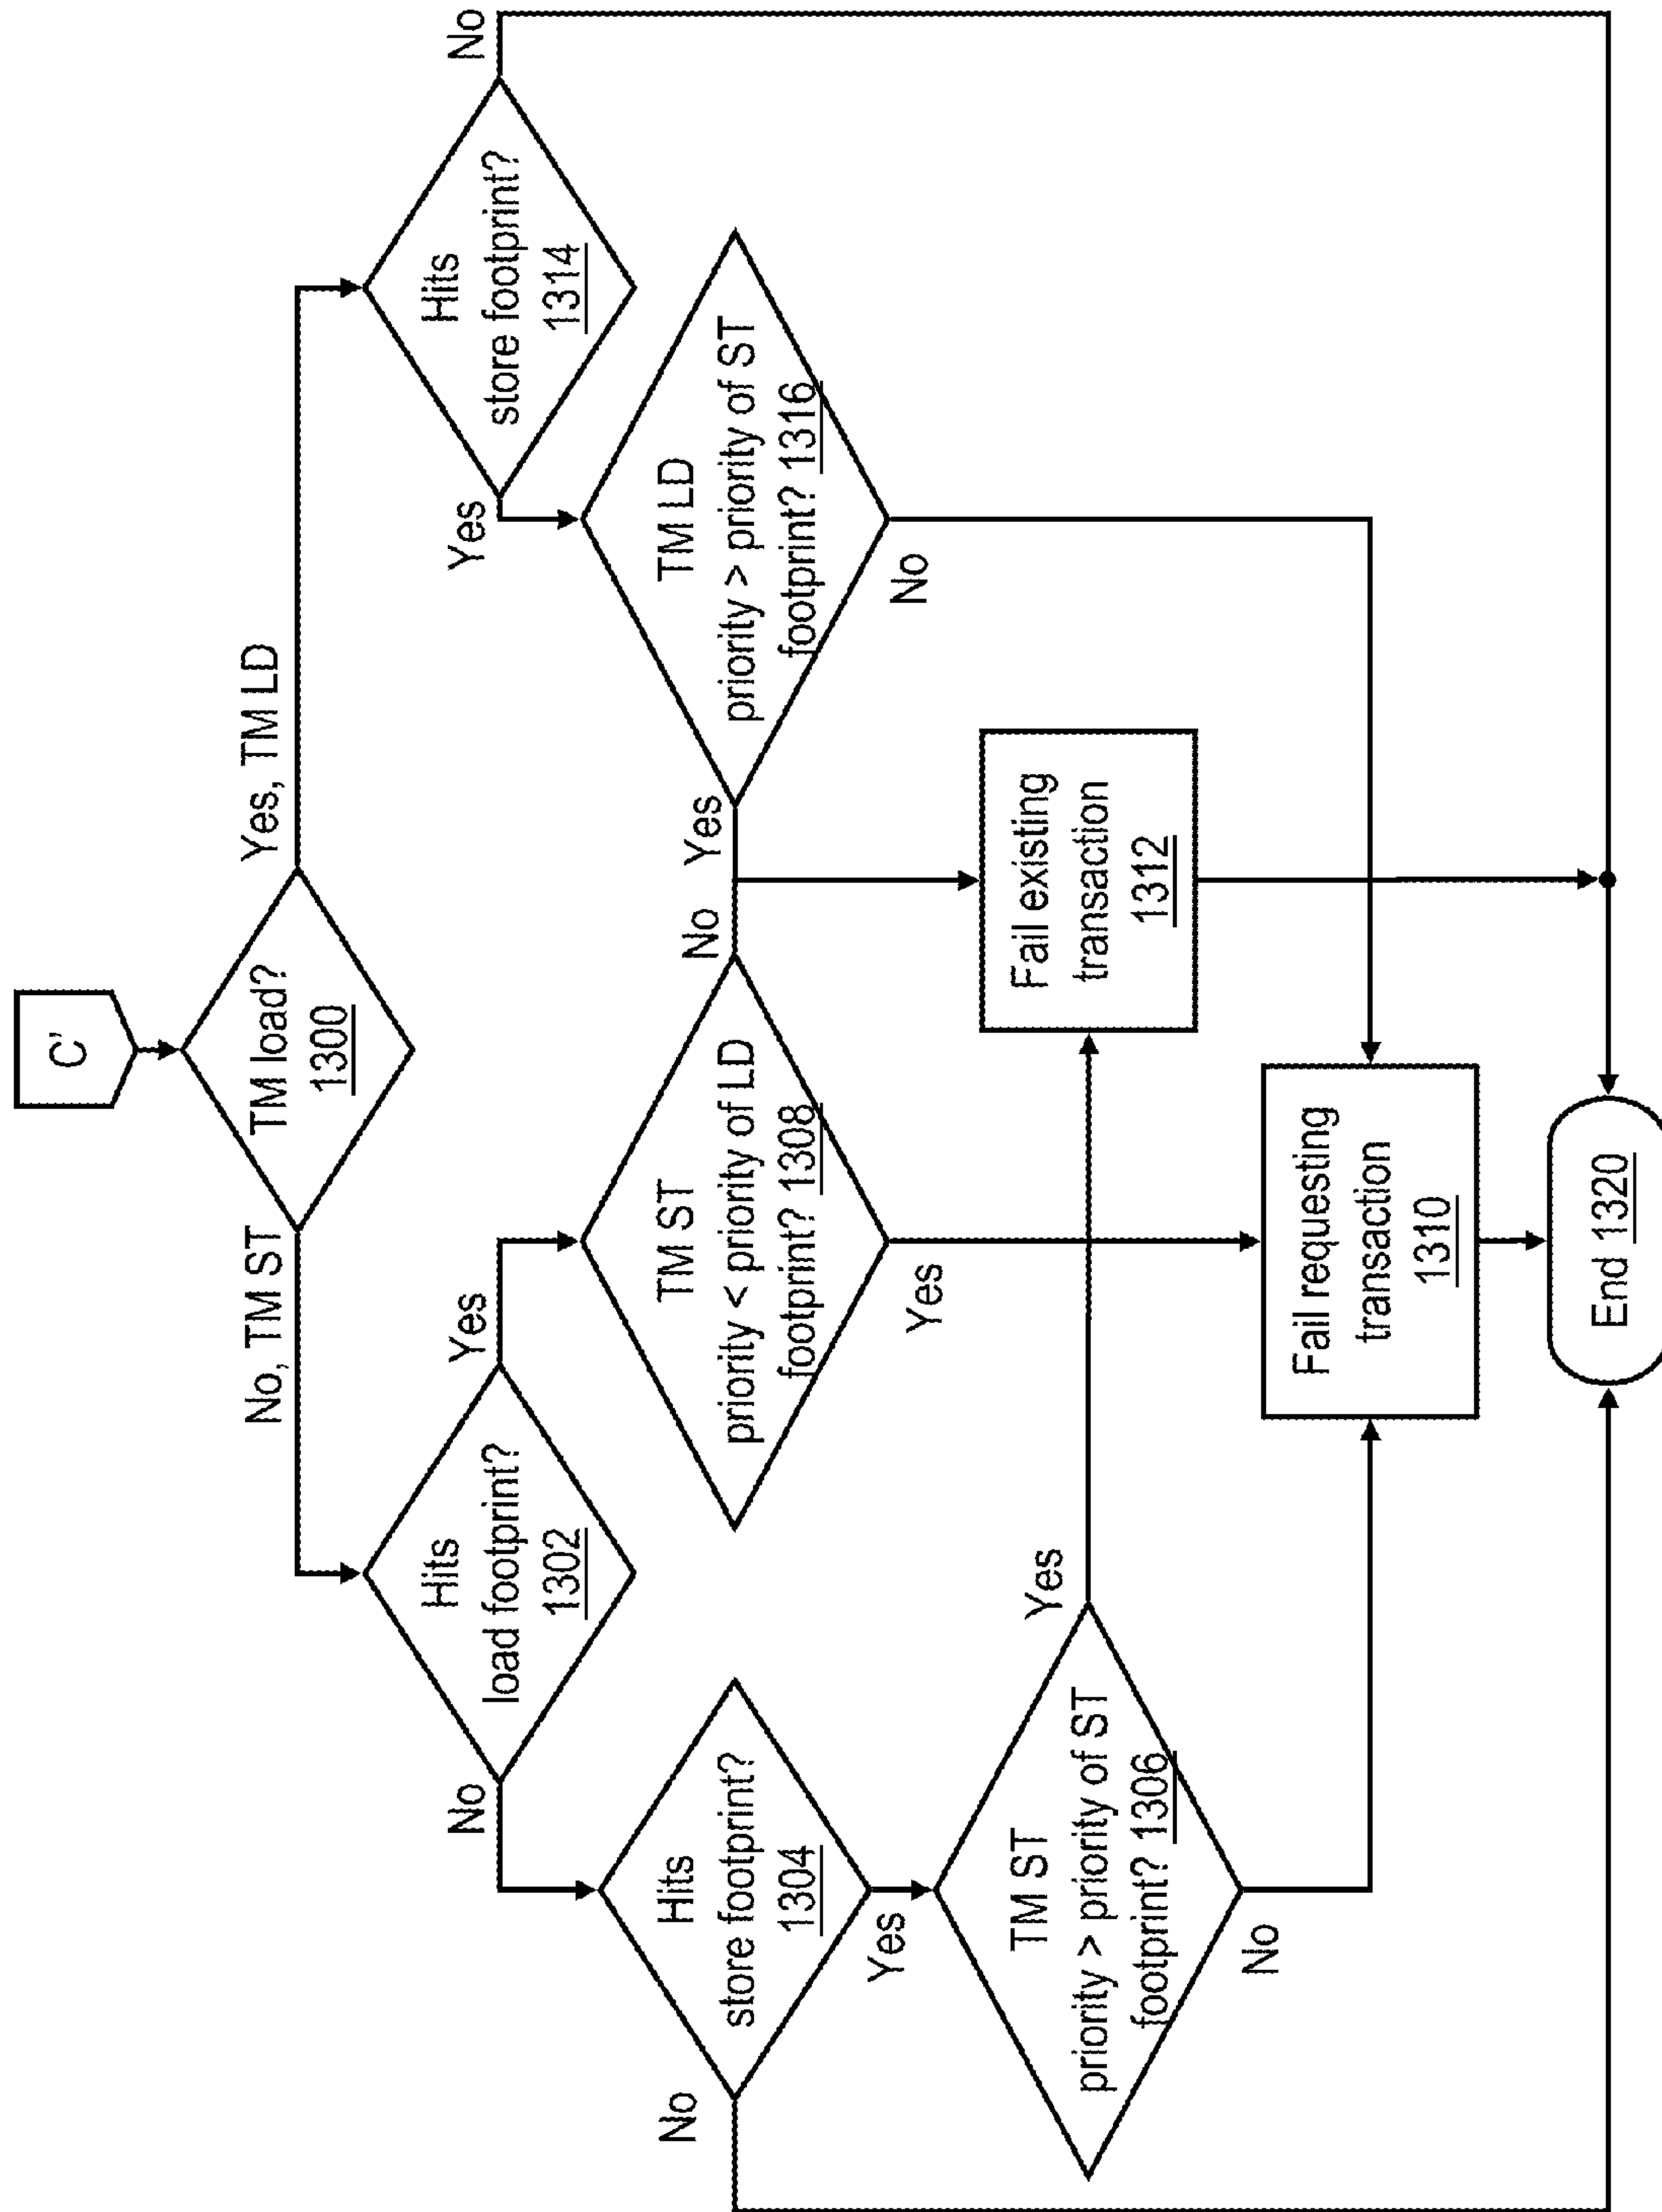 C'
TM load?
1300
No, TM ST
Yes, TM LD
Hits
load footprint?
1302
No
Yes
Hits
store footprint?
1314
Yes
No
Hits
store footprint?
1304
No
Yes
TM ST
priority < priority of LD
footprint? 1308
No
Yes
TM LD
priority > priority of ST
footprint? 1316
Yes
No
TM ST
priority > priority of ST
footprint? 1306
Yes
No
Fail existing
transaction
1312
Fail requesting
transaction
1310
End 1320